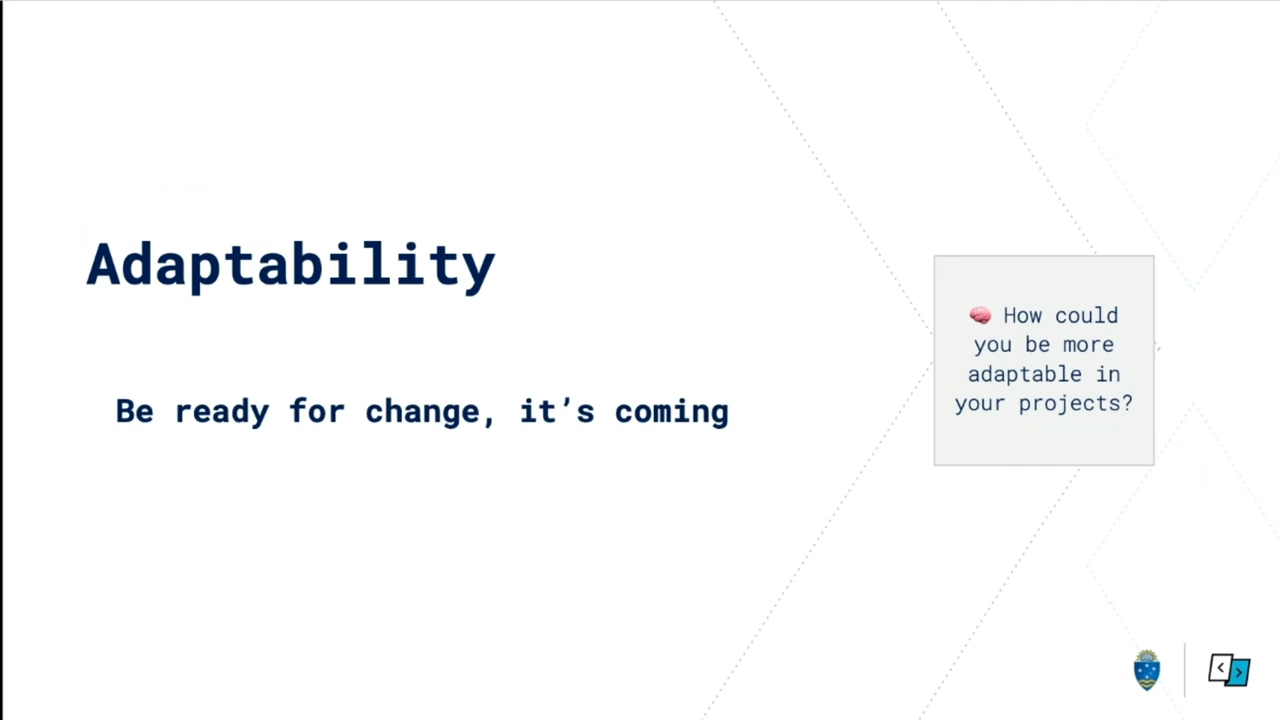 Adaptability
Be ready for change, it’s coming
🧠 How could
you be more
adaptable in
your projects?